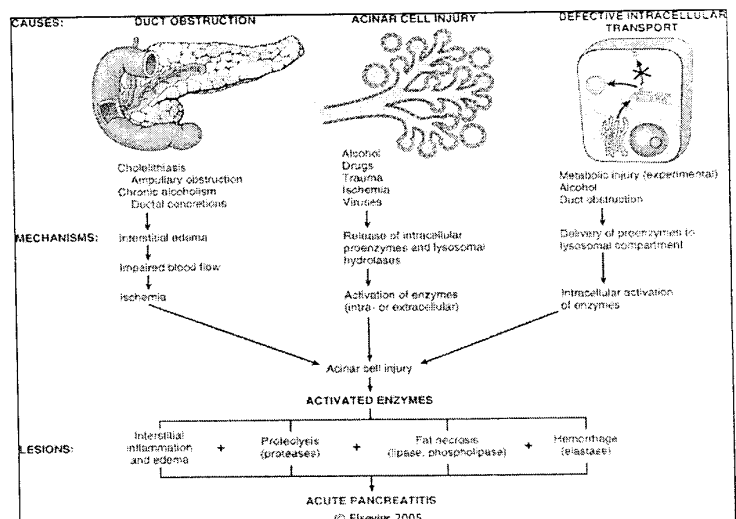 CAUSES:
DUCT OBSTRUCTION
ACINAR CELL INJURY
DEFECTIVE INTRACELLULAR
TRANSPORT
Cholelithiasis
Ampullary obstruction
Chronic alcoholism
Ductal concretions
Alcohol
Drugs
Trauma
Ischemia
Viruses
Metabolic injury (experimental)
Alcohol
Duct obstruction
MECHANISMS:
Interstitial edema
Impaired blood flow
Ischemia
Release of intracellular
proenzymes and lysosomal
hydrolases
Activation of enzymes
(intra- or extracellular)
Delivery of proenzymes to
lysosomal compartment
Intracellular activation
of enzymes
Acinar cell injury
ACTIVATED ENZYMES
LESIONS:
Interstitial
inflammation
and edema
+
Proteolysis
(proteases)
+
Fat necrosis
(lipase, phospholipase)
+
Hemorrhage
(elastase)
ACUTE PANCREATITIS
© Elsevier 2005